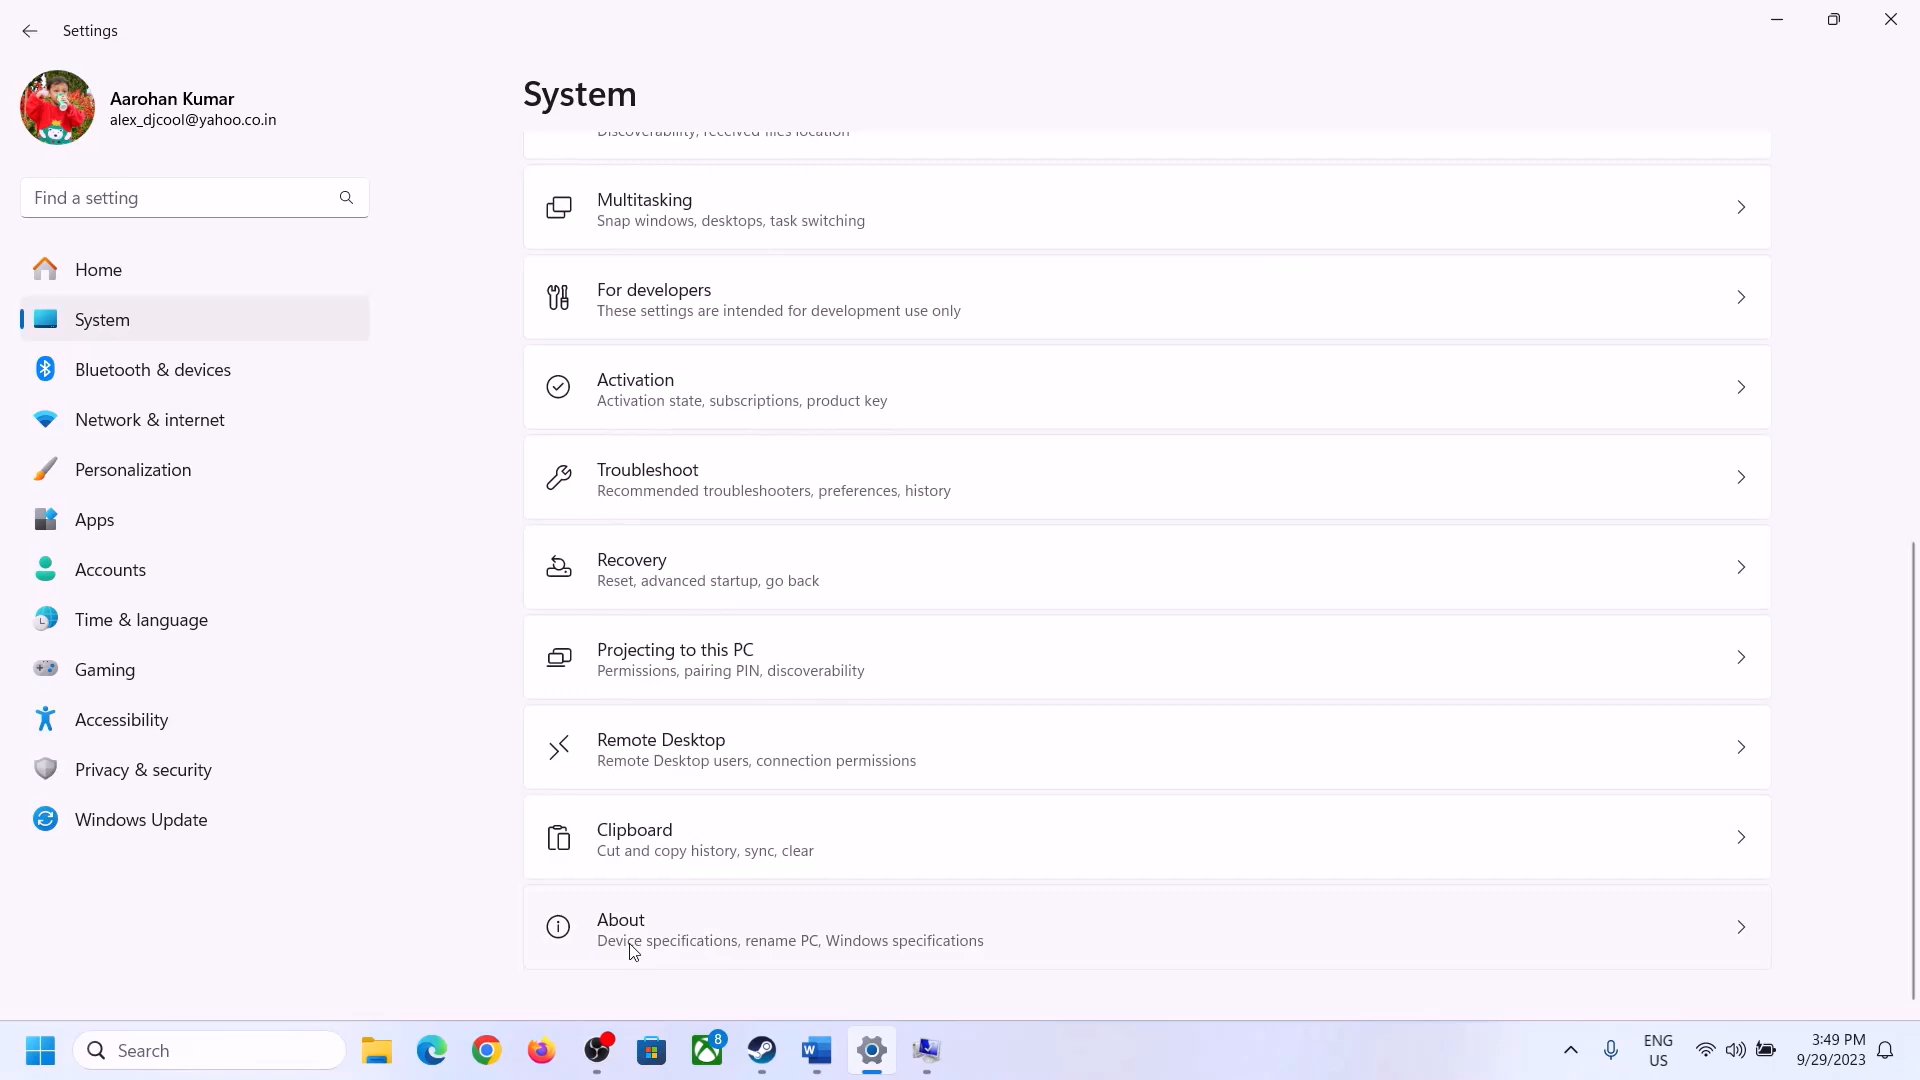 Settings
Aarohan Kumar
alex_djcool@yahoo.co.in
Find a setting
Home
System
Bluetooth & devices
Network & internet
Personalization
Apps
Accounts
Time & language
Gaming
Accessibility
Privacy & security
Windows Update
System
Discoverability, received files location
Multitasking
Snap windows, desktops, task switching
For developers
These settings are intended for development use only
Activation
Activation state, subscriptions, product key
Troubleshoot
Recommended troubleshooters, preferences, history
Recovery
Reset, advanced startup, go back
Projecting to this PC
Permissions, pairing PIN, discoverability
Remote Desktop
Remote Desktop users, connection permissions
Clipboard
Cut and copy history, sync, clear
About
Device specifications, rename PC, Windows specifications
Search
8
W
ENG
US
3:49 PM
9/29/2023